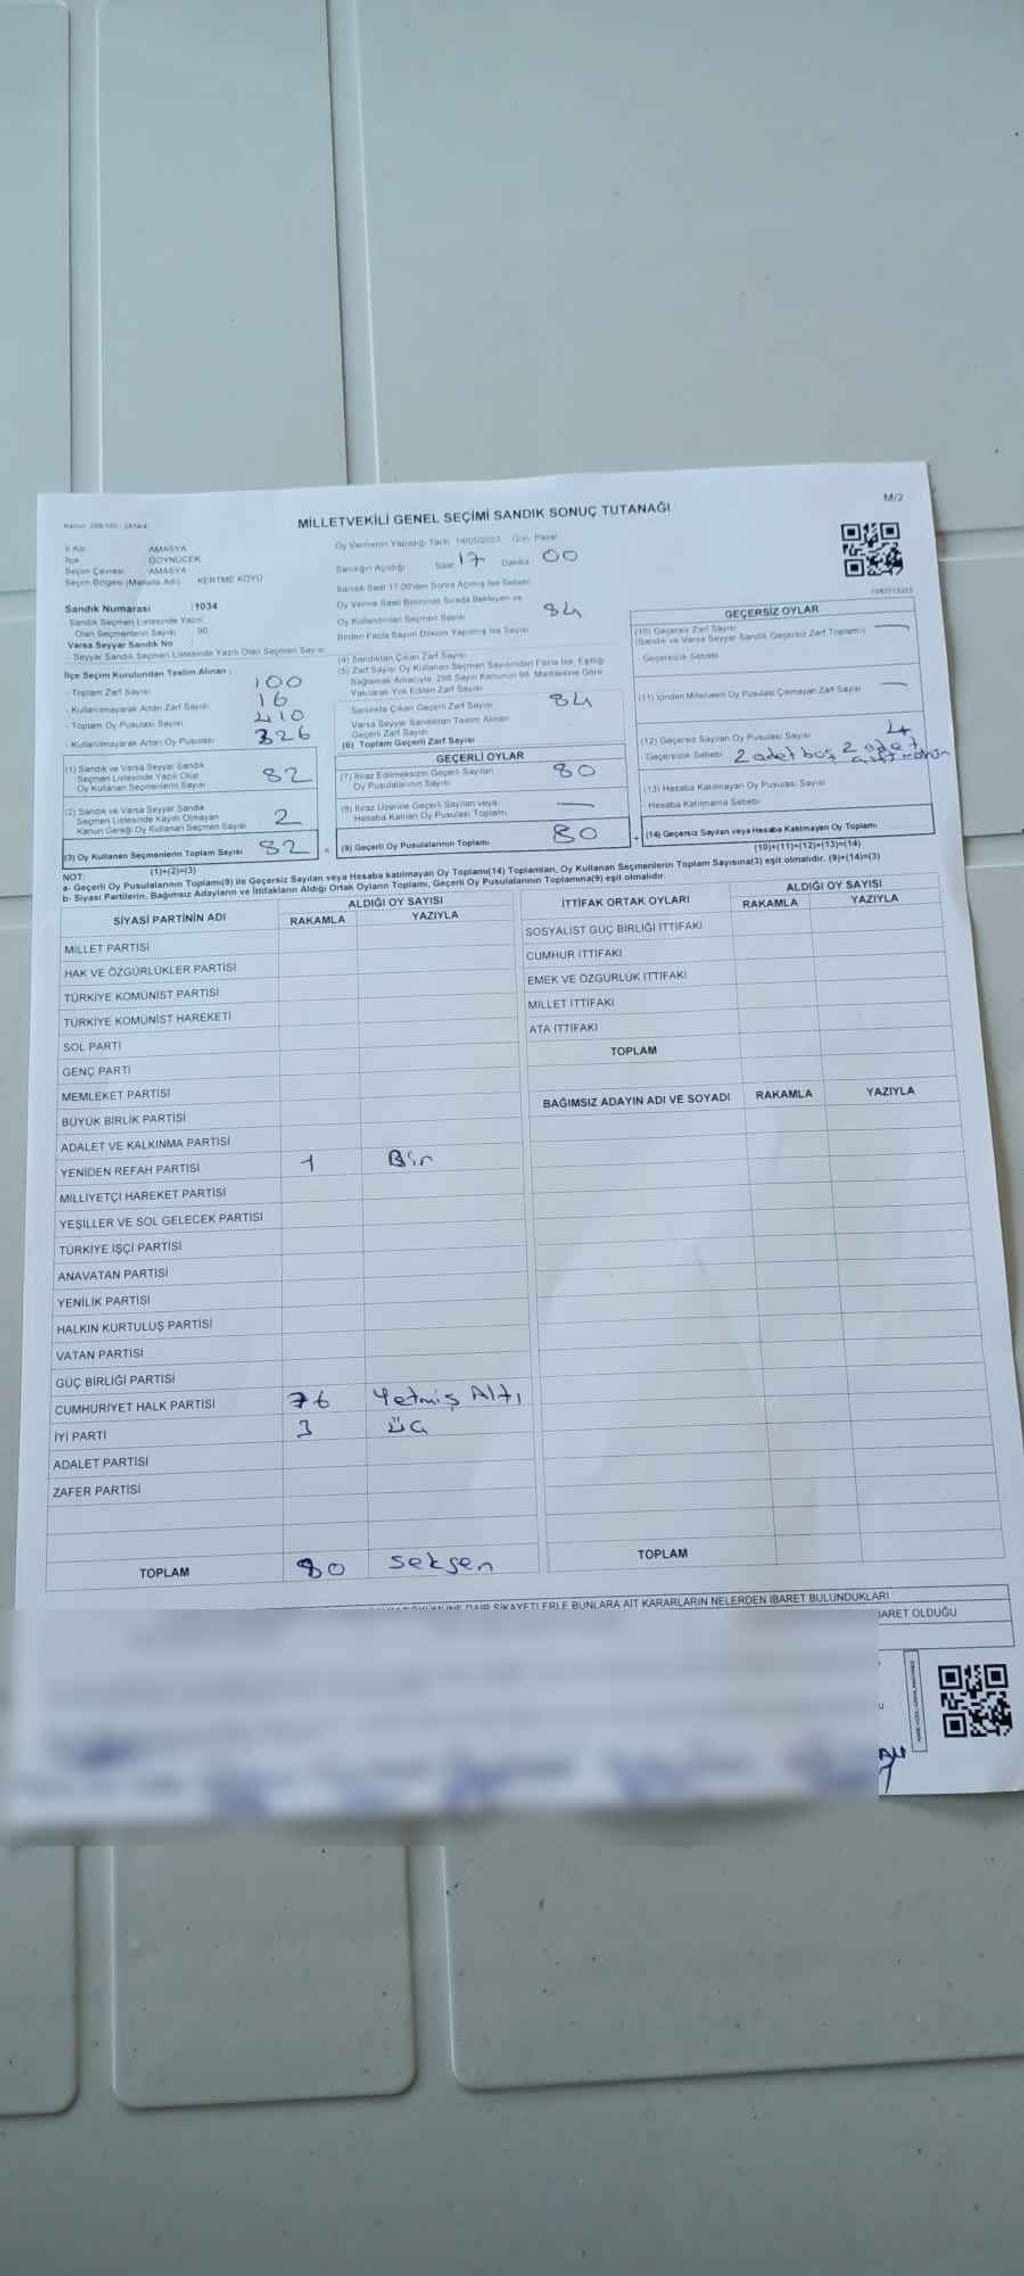 M/2
MİLLETVEKİLİ GENEL SEÇİMİ SANDIK SONUÇ TUTANAĞI
İl Adı AMASYA
İlçe GÖYNÜCEK
Seçim Çevresi AMASYA
Seçim Bölgesi (Mahalle Adı) KERTME KÖYÜ
Sandık Numarası :1034
Sandık Seçmen Listesinde Yazılı
Olan Seçmenlerin Sayısı 90
Varsa Seyyar Sandık No
Seyyar Sandık Seçmen Listesinde Yazılı Olan Seçmen Sayısı
İlçe Seçim Kurulundan Teslim Alınan :
- Toplam Zarf Sayısı 100
- Kullanılmayarak Artan Zarf Sayısı 16
- Toplam Oy Pusulası Sayısı 410
- Kullanılmayarak Artan Oy Pusulası 326
(1) Sandık ve Varsa Seyyar Sandık
Seçmen Listesinde Yazılı Olup
Oy Kullanan Seçmenlerin Sayısı 82
(2) Sandık ve Varsa Seyyar Sandık
Seçmen Listesinde Kayıtlı Olmayan
Kanun Gereği Oy Kullanan Seçmen Sayısı 2
(3) Oy Kullanan Seçmenlerin Toplam Sayısı 82
(1)+(2)=(3)
Oy Vermenin Yapıldığı Tarih 14/05/2023 Gün Pazar
Sandığın Açıldığı Saat 17 Dakika 00
Sandık Saat 17.00'den Sonra Açılmış İse Sebebi
Oy Verme Saati Bitiminde Sırada Bekleyen ve
Oy Kullandırılan Seçmen Sayısı 84
Birden Fazla Sayım Döküm Yapılmış İse Sayısı
(4) Sandıktan Çıkan Zarf Sayısı
(5) Zarf Sayısı Oy Kullanan Seçmen Sayısından Fazla İse, Eşitliği
Sağlamak Amacıyla, 298 Sayılı Kanunun 98. Maddesine Göre
Yakılarak Yok Edilen Zarf Sayısı
Sandıkta Çıkan Geçerli Zarf Sayısı 84
Varsa Seyyar Sandıktan Teslim Alınan
Geçerli Zarf Sayısı
(6) Toplam Geçerli Zarf Sayısı
GEÇERLİ OYLAR
(7) İtiraz Edilmeksizin Geçerli Sayılan
Oy Pusulalarının Sayısı 80
(8) İtiraz Üzerine Geçerli Sayılan veya
Hesaba Katılan Oy Pusulası Toplamı —
(9) Geçerli Oy Pusulalarının Toplamı 80
GEÇERSİZ OYLAR
(10) Geçersiz Zarf Sayısı
(Sandık ve Varsa Seyyar Sandık Geçersiz Zarf Toplamı) —
Geçersizlik Sebebi
(11) İçinden Milletvekili Oy Pusulası Çıkmayan Zarf Sayısı —
(12) Geçersiz Sayılan Oy Pusulası Sayısı 4
Geçersizlik Sebebi 2 adet boş 2 adet
(13) Hesaba Katılmayan Oy Pusulası Sayısı
Hesaba Katılmama Sebebi
(14) Geçersiz Sayılan veya Hesaba Katılmayan Oy Toplamı
(10)+(11)+(12)+(13)=(14)
NOT:
a- Geçerli Oy Pusulalarının Toplamı(9) ile Geçersiz Sayılan veya Hesaba katılmayan Oy Toplamı(14) Toplamları, Oy Kullanan Seçmenlerin Toplam Sayısına(3) eşit olmalıdır. (9)+(14)=(3)
b- Siyasi Partilerin, Bağımsız Adayların ve İttifakların Aldığı Ortak Oyların Toplamı, Geçerli Oy Pusulalarının Toplamına(9) eşit olmalıdır.
SİYASİ PARTİNİN ADI
ALDIĞI OY SAYISI
RAKAMLA YAZIYLA
MİLLET PARTİSİ
HAK VE ÖZGÜRLÜKLER PARTİSİ
TÜRKİYE KOMÜNİST PARTİSİ
TÜRKİYE KOMÜNİST HAREKETİ
SOL PARTİ
GENÇ PARTİ
MEMLEKET PARTİSİ
BÜYÜK BİRLİK PARTİSİ
ADALET VE KALKINMA PARTİSİ
YENİDEN REFAH PARTİSİ 1 Bir
MİLLİYETÇİ HAREKET PARTİSİ
YEŞİLLER VE SOL GELECEK PARTİSİ
TÜRKİYE İŞÇİ PARTİSİ
ANAVATAN PARTİSİ
YENİLİK PARTİSİ
HALKIN KURTULUŞ PARTİSİ
VATAN PARTİSİ
GÜÇ BİRLİĞİ PARTİSİ
CUMHURİYET HALK PARTİSİ 76 Yetmiş Altı
İYİ PARTİ 3 üç
ADALET PARTİSİ
ZAFER PARTİSİ
TOPLAM 80 seksen
İTTİFAK ORTAK OYLARI
ALDIĞI OY SAYISI
RAKAMLA YAZIYLA
SOSYALİST GÜÇ BİRLİĞİ İTTİFAKI
CUMHUR İTTİFAKI
EMEK VE ÖZGÜRLÜK İTTİFAKI
MİLLET İTTİFAKI
ATA İTTİFAKI
TOPLAM
BAĞIMSIZ ADAYIN ADI VE SOYADI RAKAMLA YAZIYLA
TOPLAM
DAİR ŞİKAYETLERLE BUNLARA AİT KARARLARIN NELERDEN İBARET BULUNDUKLARI
BARET OLDUĞU